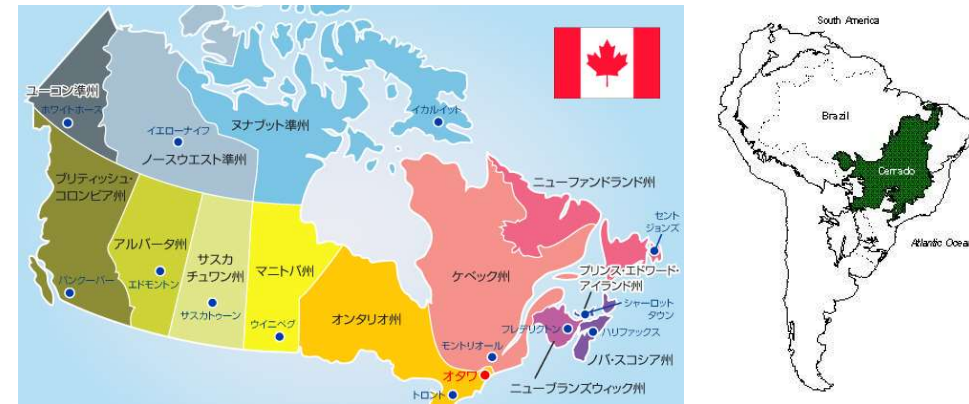 ユーコン準州
ホワイトホース
イエローナイフ
ノースウエスト準州
ヌナブット準州
イカルイット
ブリティッシュ・
コロンビア州
バンクーバー
アルバータ州
エドモントン
サスカ
チュワン州
サスカトゥーン
マニトバ州
ウイニペグ
オンタリオ州
オタワ
トロント
ケベック州
モントリオール
ニューファンドランド州
セント
ジョンズ
プリンス・エドワード・
アイランド州
シャーロット
タウン
フレデリクトン
ハリファックス
ノバ・スコシア州
ニューブランズウィック州
South America
Brazil
Cerrado
Atlantic Ocea